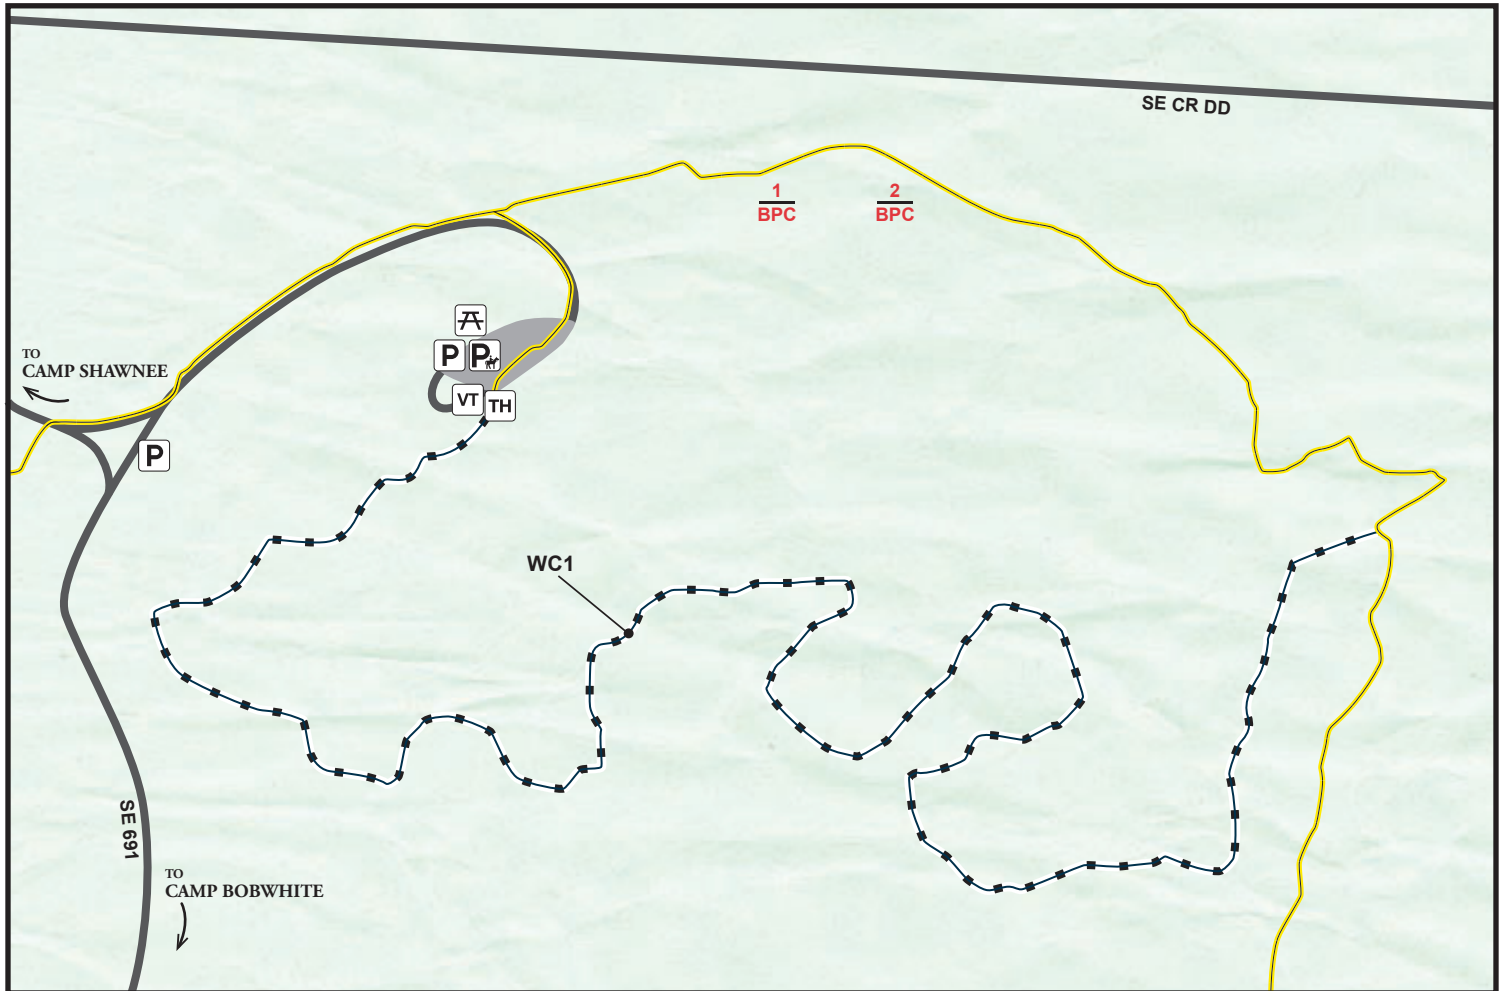 SE CR DD
1
BPC
2
BPC
TO
CAMP SHAWNEE
P
P
VT
TH
P
WC1
SE 691
TO
CAMP BOBWHITE